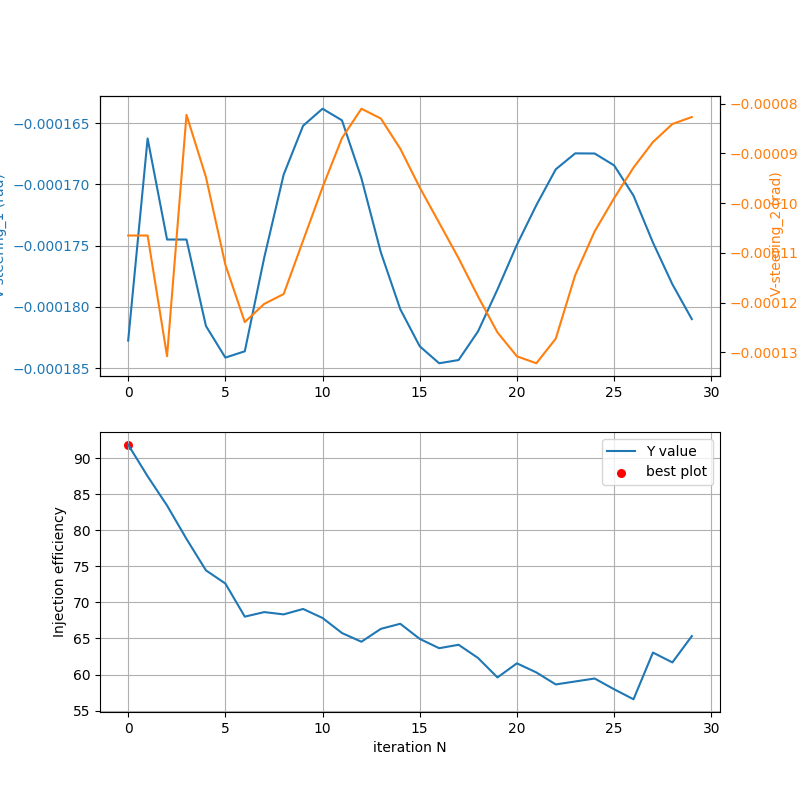 −0.000165
−0.000170
−0.000175
−0.000180
−0.000185
V-steering_1 (rad)
−0.00008
−0.00009
−0.00010
−0.00011
−0.00012
−0.00013
V-steering_2 (rad)
0 5 10 15 20 25 30
90
85
80
75
70
65
60
55
Injection efficiency
Y value
best plot
0 5 10 15 20 25 30
iteration N